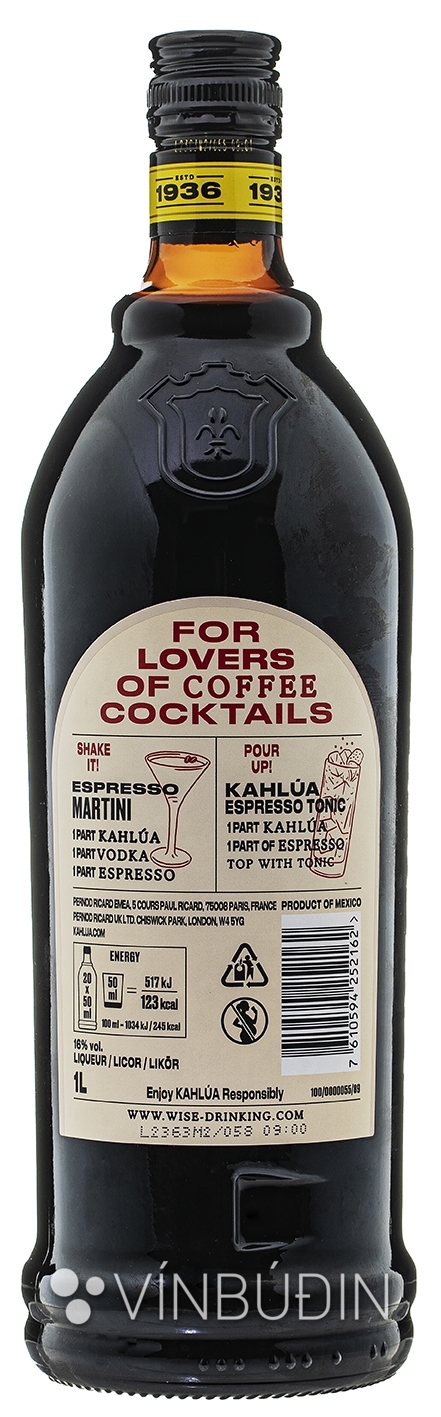 ESTD
1936
193
FOR
LOVERS
OF COFFEE
COCKTAILS
SHAKE
IT!
ESPRESSO
MARTINI
1 PART KAHLÚA
1 PART VODKA
1 PART ESPRESSO
POUR
UP!
KAHLÚA
ESPRESSO TONIC
1 PART KAHLÚA
1 PART OF ESPRESSO
TOP WITH TONIC
PERNOD RICARD EMEA, 5 COURS PAUL RICARD, 75008 PARIS, FRANCE PRODUCT OF MEXICO
PERNOD RICARD UK LTD, CHISWICK PARK, LONDON, W4 5YG
KAHLUA.COM
ENERGY
20
x
50
ml
50
ml
= 517 kJ
123 kcal
100 ml = 1034 kJ / 245 kcal
16% vol.
LIQUEUR / LICOR / LIKÖR
1L
7 610594 252162 >
Enjoy KAHLÚA Responsibly
100/0000055/89
WWW.WISE-DRINKING.COM
L2363M2/058 09:00
VÍNBÚÐIN